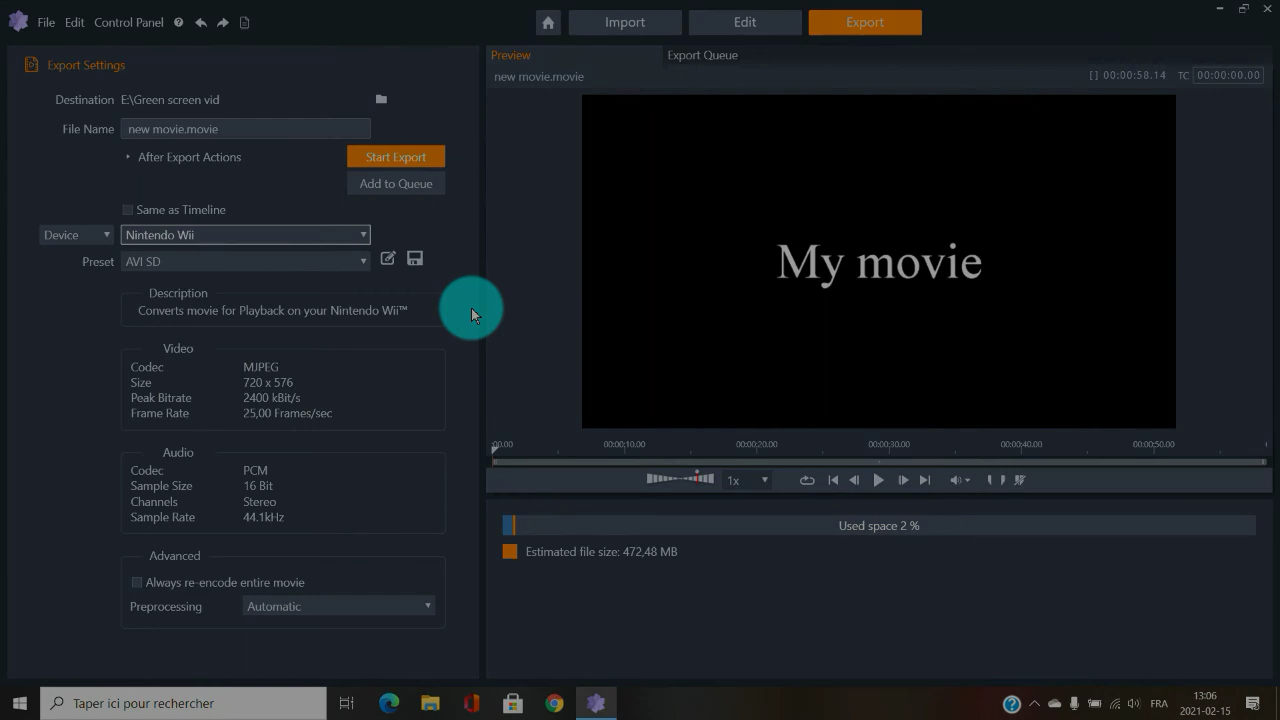 File Edit Control Panel
Import Edit Export
Export Settings
Destination E:\Green screen vid
File Name new movie.movie
After Export Actions Start Export
Add to Queue
Same as Timeline
Device Nintendo Wii
Preset AVI SD
Description
Converts movie for Playback on your Nintendo Wii™
Video
Codec MJPEG
Size 720 x 576
Peak Bitrate 2400 kBit/s
Frame Rate 25,00 Frames/sec
Audio
Codec PCM
Sample Size 16 Bit
Channels Stereo
Sample Rate 44.1kHz
Advanced
Always re-encode entire movie
Preprocessing Automatic
Preview Export Queue
new movie.movie [] 00:00:58.14 TC 00:00:00.00
My movie
:00.00 00:00:10.00 00:00:20.00 00:00:30.00 00:00:40.00 00:00:50.00
1x
Used space 2 %
Estimated file size: 472,48 MB
Taper ici pour rechercher
FRA
13:06
2021-02-15